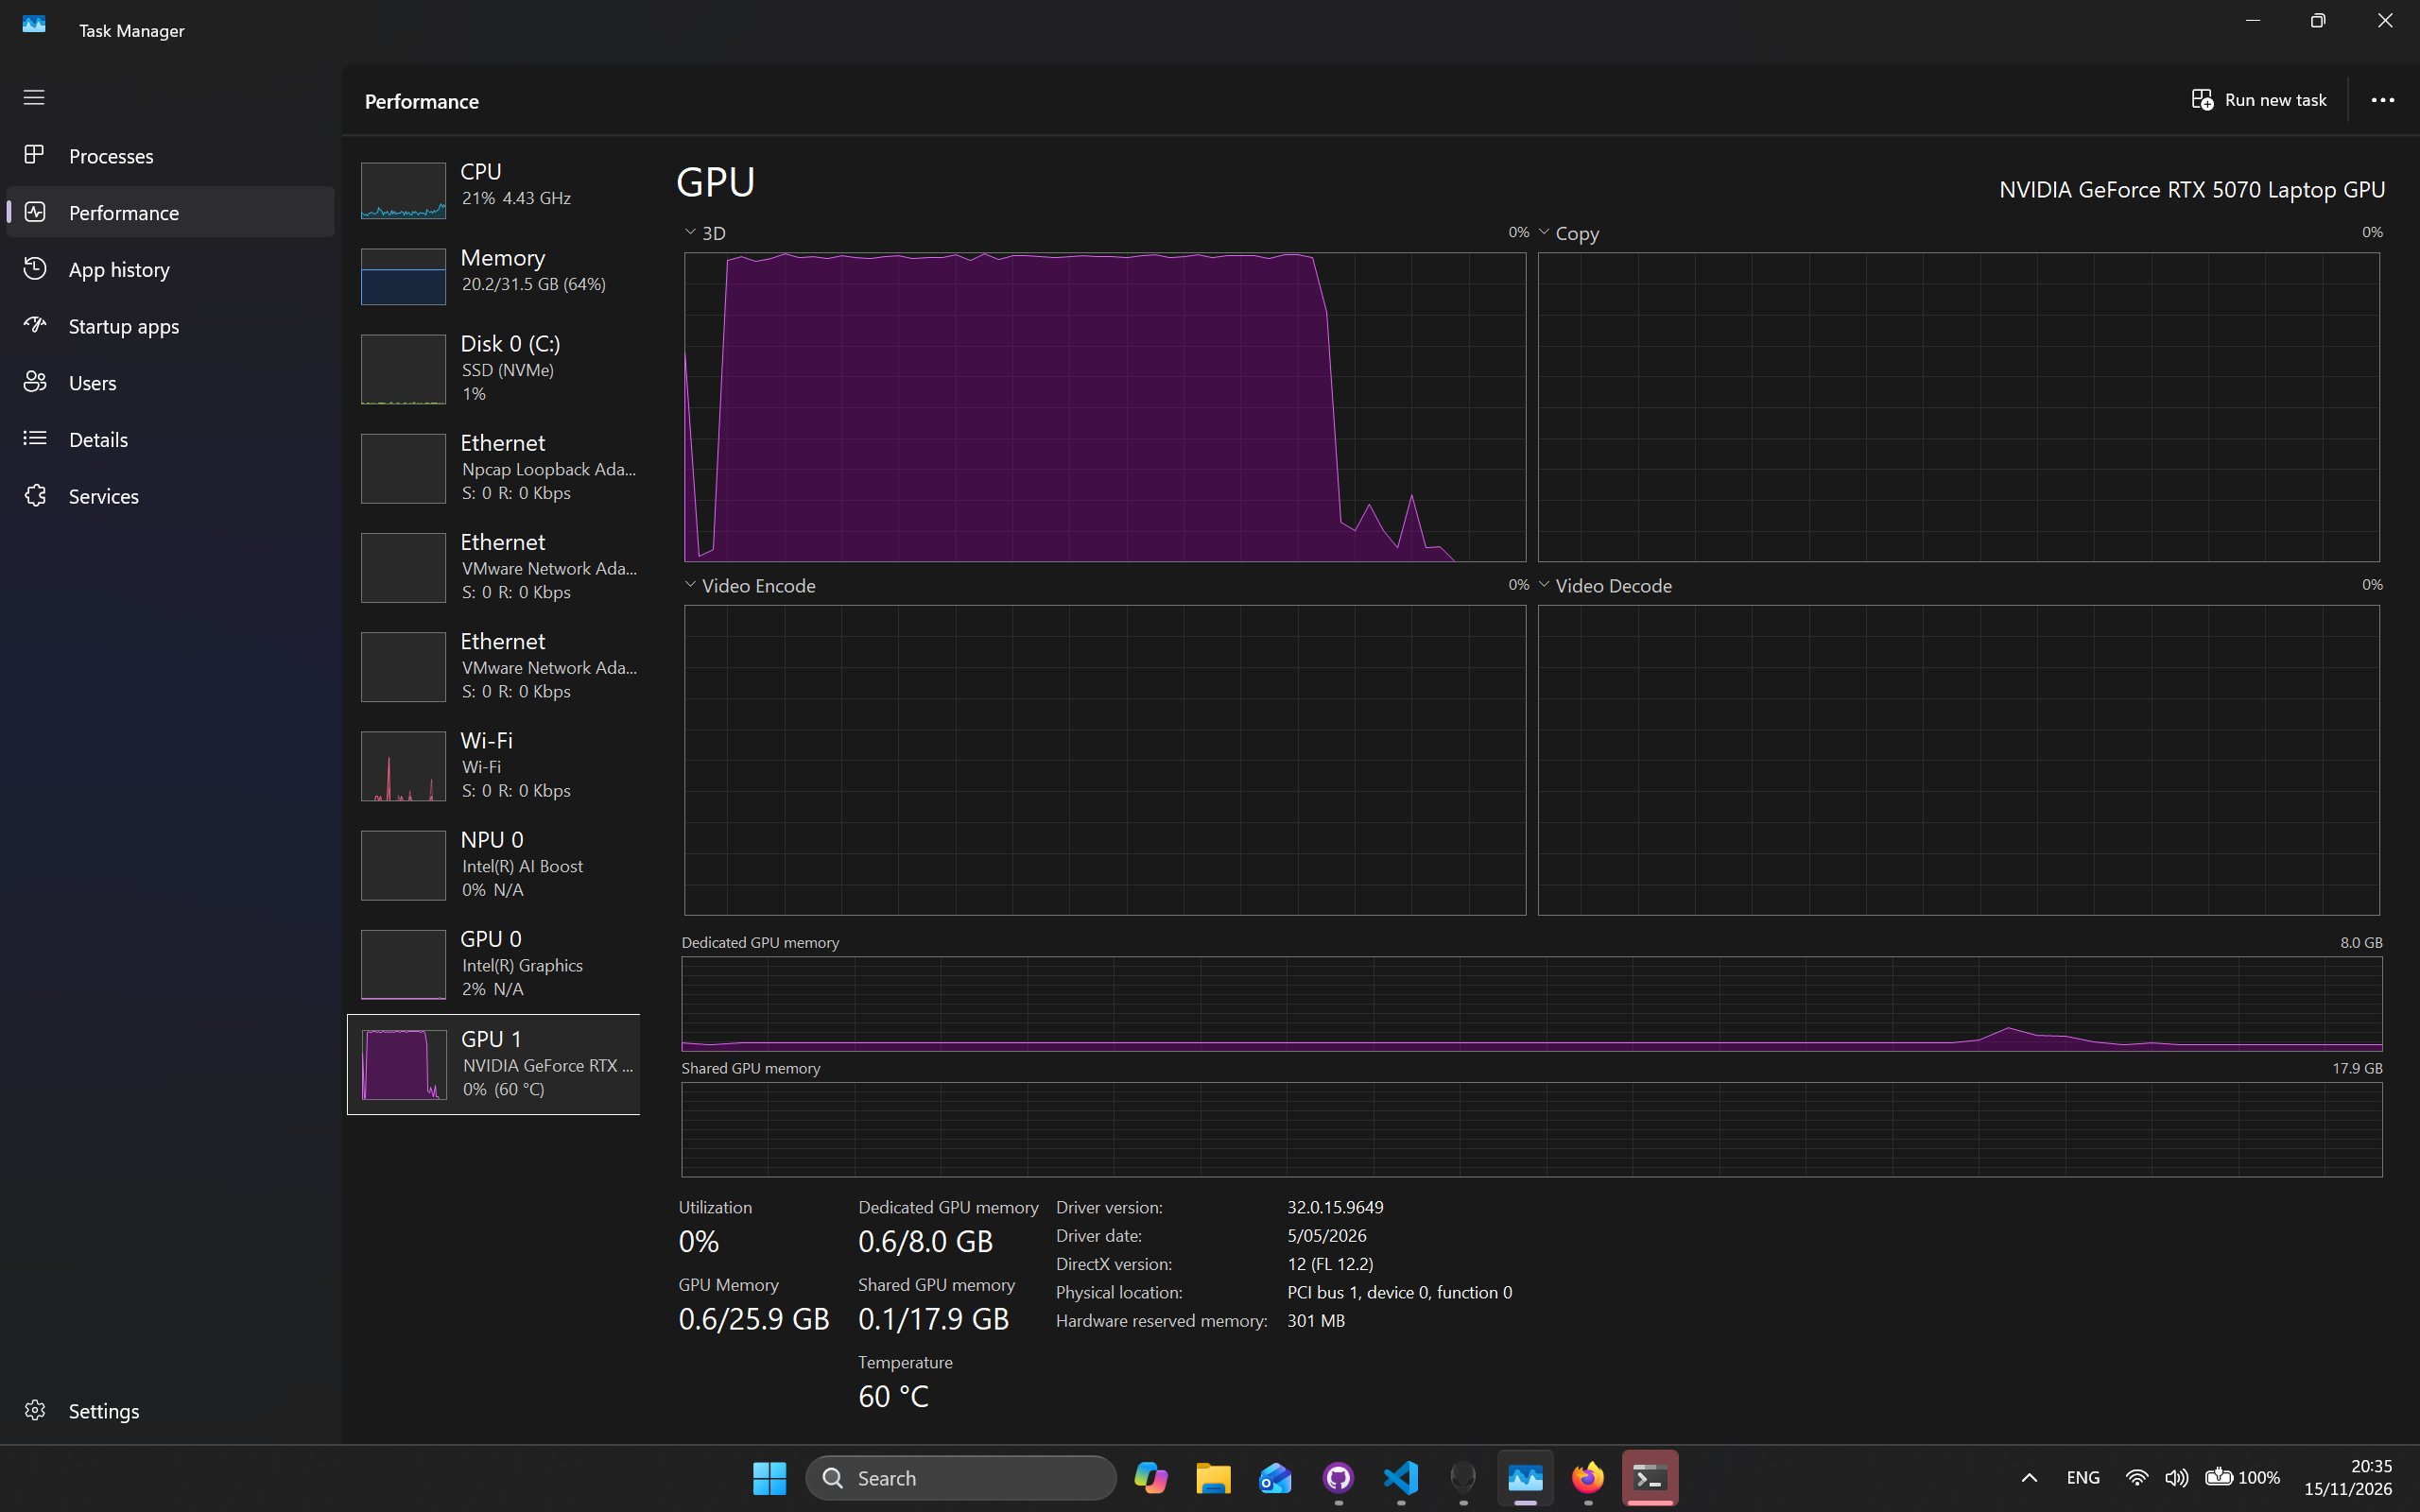 Task Manager
Processes
Performance
App history
Startup apps
Users
Details
Services
Settings
Performance
Run new task
CPU
21% 4.43 GHz
Memory
20.2/31.5 GB (64%)
Disk 0 (C:)
SSD (NVMe)
1%
Ethernet
Npcap Loopback Ada...
S: 0 R: 0 Kbps
Ethernet
VMware Network Ada...
S: 0 R: 0 Kbps
Ethernet
VMware Network Ada...
S: 0 R: 0 Kbps
Wi-Fi
Wi-Fi
S: 0 R: 0 Kbps
NPU 0
Intel(R) AI Boost
0% N/A
GPU 0
Intel(R) Graphics
2% N/A
GPU 1
NVIDIA GeForce RTX ...
0% (60 °C)
GPU
NVIDIA GeForce RTX 5070 Laptop GPU
3D 0%
Copy 0%
Video Encode 0%
Video Decode 0%
Dedicated GPU memory 8.0 GB
Shared GPU memory 17.9 GB
Utilization
0%
GPU Memory
0.6/25.9 GB
Dedicated GPU memory
0.6/8.0 GB
Shared GPU memory
0.1/17.9 GB
Temperature
60 °C
Driver version: 32.0.15.9649
Driver date: 5/05/2026
DirectX version: 12 (FL 12.2)
Physical location: PCI bus 1, device 0, function 0
Hardware reserved memory: 301 MB
Search
ENG
100%
20:35
15/11/2026